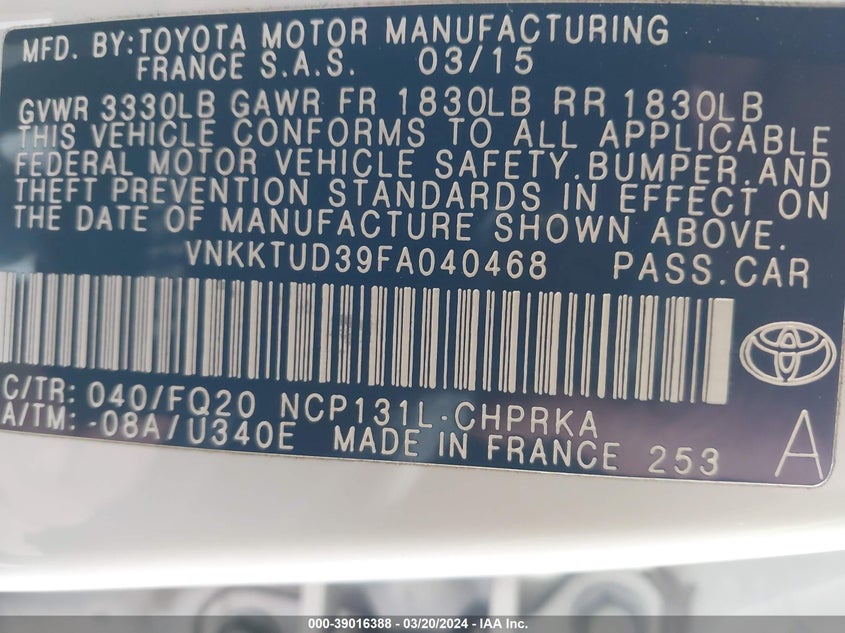 MFD. BY:TOYOTA MOTOR MANUFACTURING
FRANCE S.A.S. 03/15
GVWR 3330LB GAWR FR 1830LB RR 1830LB
THIS VEHICLE CONFORMS TO ALL APPLICABLE
FEDERAL MOTOR VEHICLE SAFETY,BUMPER,AND
THEFT PREVENTION STANDARDS IN EFFECT ON
THE DATE OF MANUFACTURE SHOWN ABOVE.
VNKKTUD39FA040468 PASS.CAR
C/TR: 040/FQ20 NCP131L-CHPRKA
A/TM: -08A/U340E MADE IN FRANCE 253 A
000-39016388 - 03/20/2024 - IAA Inc.